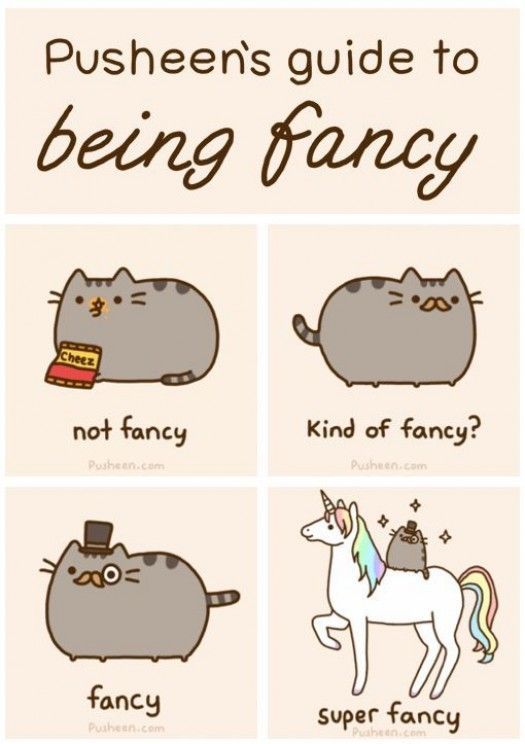 Pusheen's guide to
being fancy
Cheez
not fancy
Pusheen.com
Kind of fancy?
Pusheen.com
fancy
Pusheen.com
super fancy
Pusheen.com